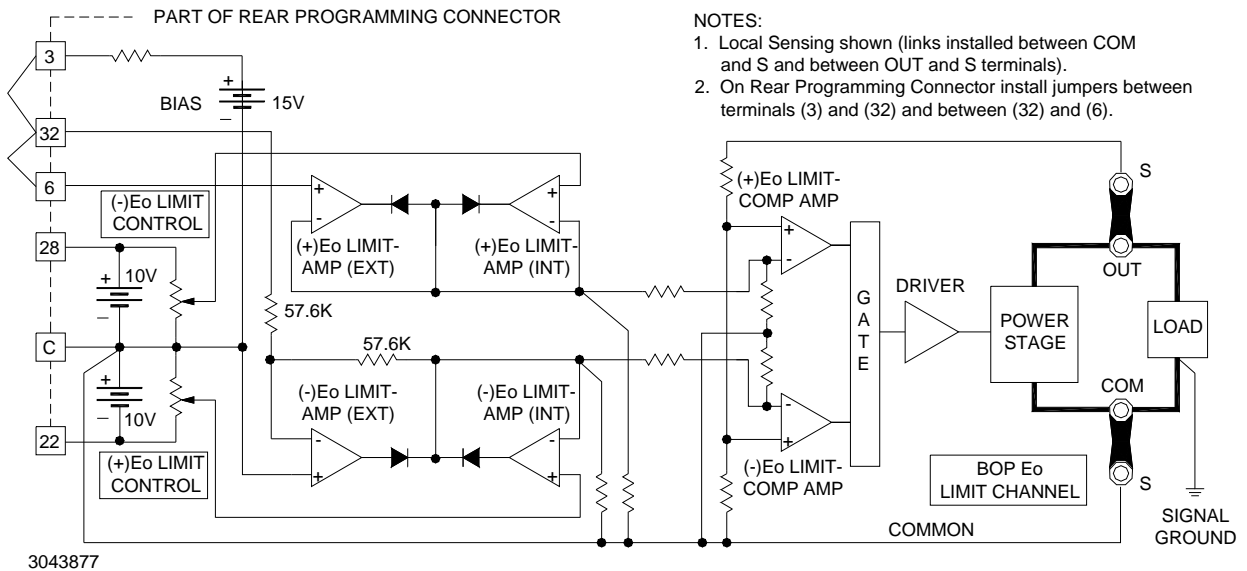 PART OF REAR PROGRAMMING CONNECTOR
NOTES:
1. Local Sensing shown (links installed between COM
and S and between OUT and S terminals).
2. On Rear Programming Connector install jumpers between
terminals (3) and (32) and between (32) and (6).
3
+
BIAS
15V
_
32
6
(-)Eo LIMIT
CONTROL
28
+
10V
_
C
+
_
10V
22
(+)Eo LIMIT
CONTROL
+
-
(+)Eo LIMIT-
AMP (EXT)
+
-
(+)Eo LIMIT-
AMP (INT)
57.6K
57.6K
(-)Eo LIMIT-
AMP (EXT)
-
+
(-)Eo LIMIT-
AMP (INT)
-
+
(+)Eo LIMIT-
COMP AMP
+
-
-
+
(-)Eo LIMIT-
COMP AMP
G
A
T
E
DRIVER
POWER
STAGE
S
OUT
LOAD
COM
S
BOP Eo
LIMIT CHANNEL
COMMON
SIGNAL
GROUND
3043877